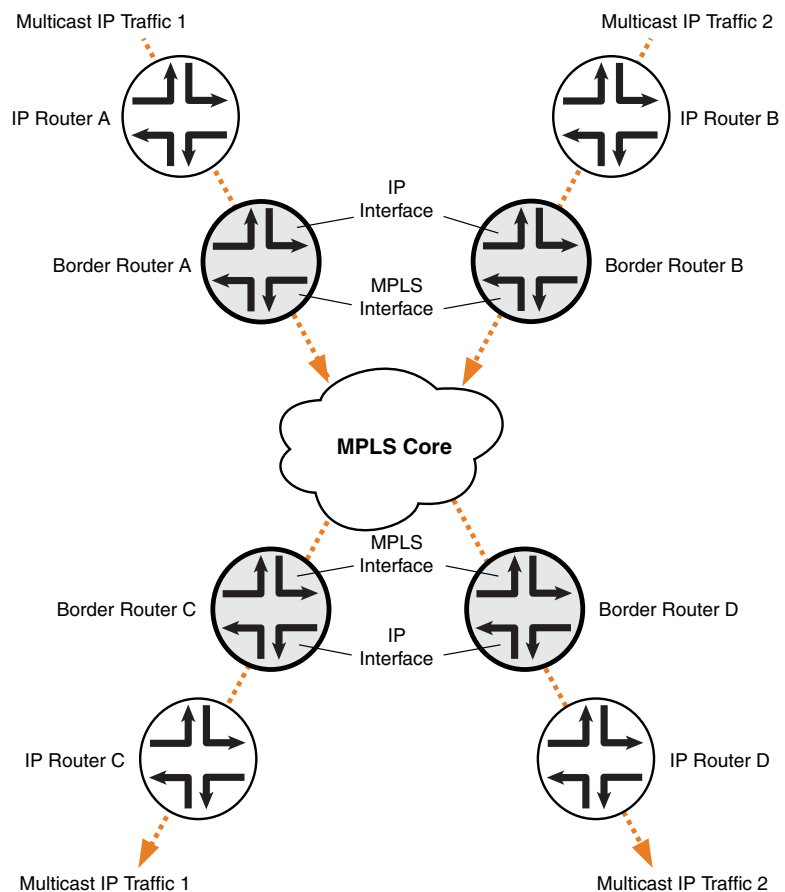 Multicast IP Traffic 1
Multicast IP Traffic 2
IP Router A
IP Router B
IP
Interface
Border Router A
Border Router B
MPLS
Interface
MPLS Core
MPLS
Interface
Border Router C
Border Router D
IP
Interface
IP Router C
IP Router D
Multicast IP Traffic 1
Multicast IP Traffic 2